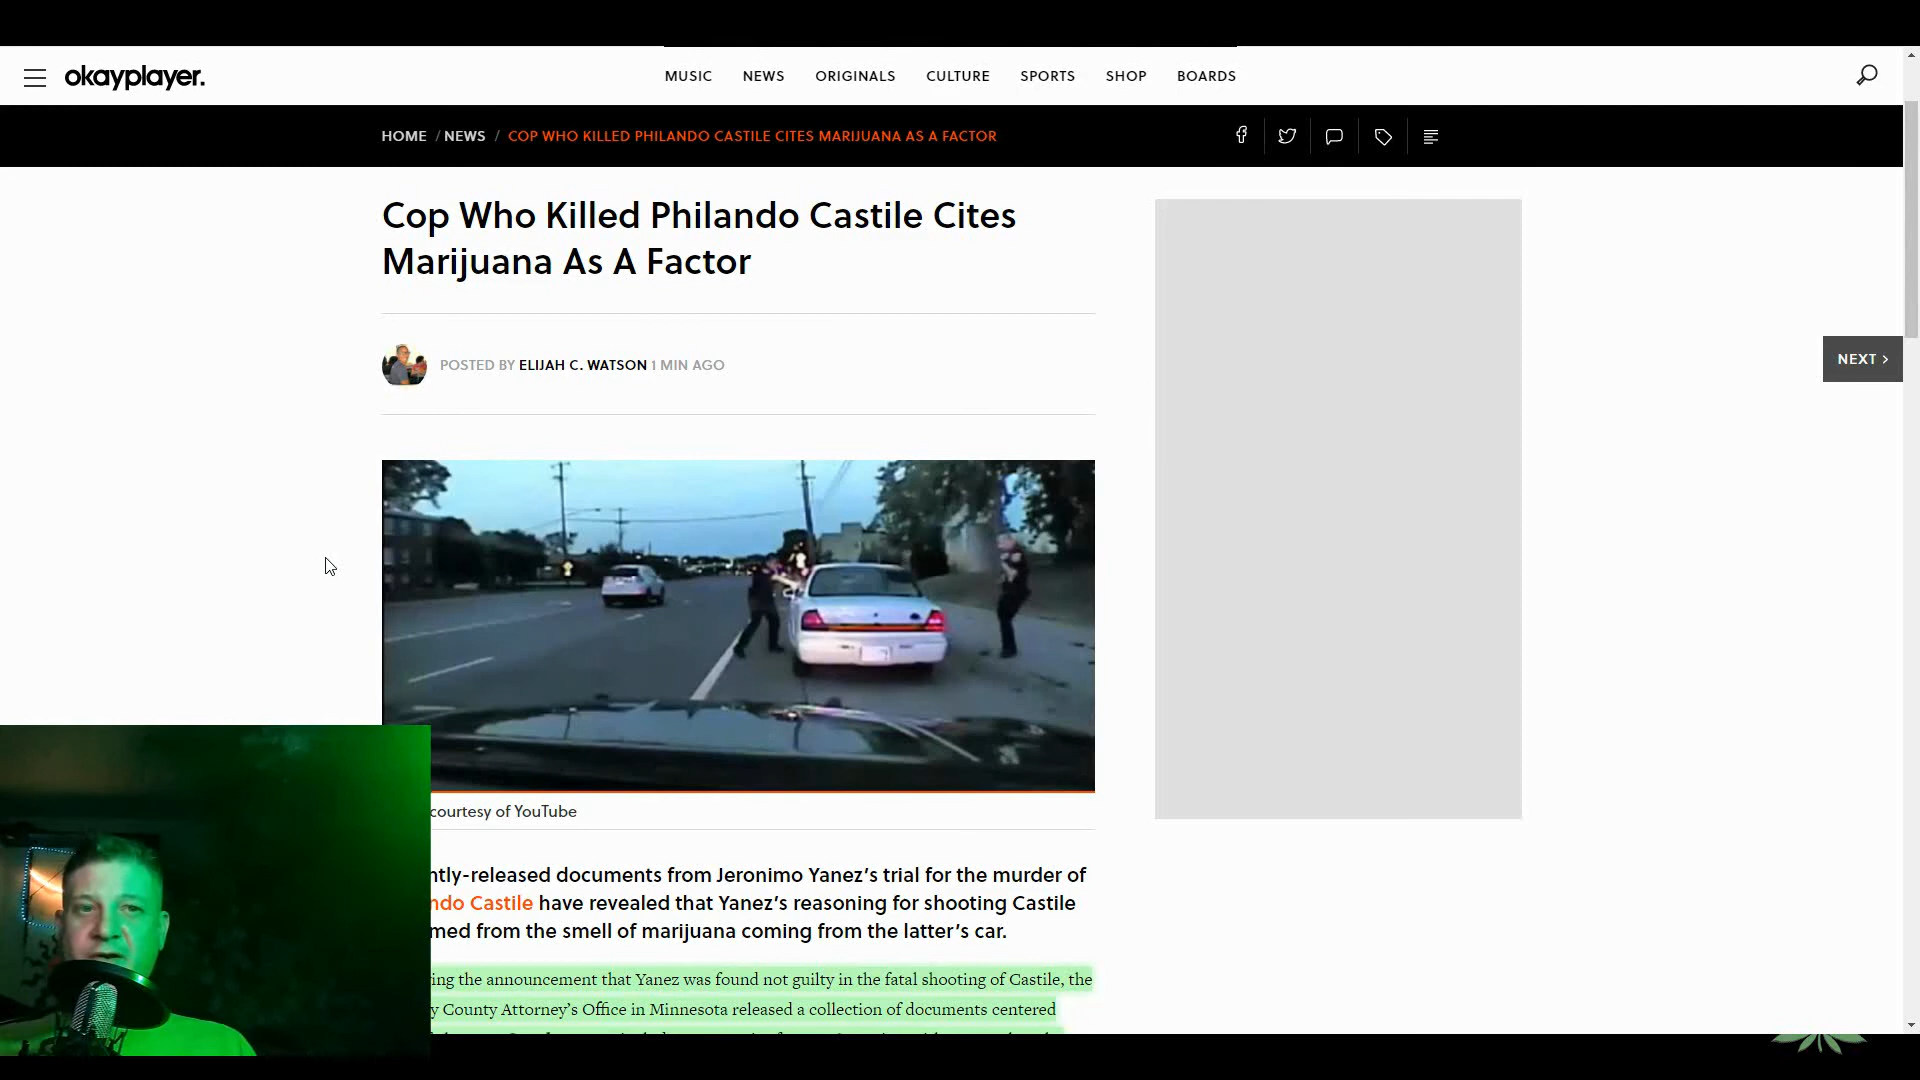 okayplayer.
MUSIC NEWS ORIGINALS CULTURE SPORTS SHOP BOARDS
HOME / NEWS / COP WHO KILLED PHILANDO CASTILE CITES MARIJUANA AS A FACTOR
Cop Who Killed Philando Castile Cites
Marijuana As A Factor
NEXT >
POSTED BY ELIJAH C. WATSON 1 MIN AGO
courtesy of YouTube
ntly-released documents from Jeronimo Yanez’s trial for the murder of
ndo Castile have revealed that Yanez’s reasoning for shooting Castile
med from the smell of marijuana coming from the latter’s car.
ing the announcement that Yanez was found not guilty in the fatal shooting of Castile, the
y County Attorney’s Office in Minnesota released a collection of documents centered